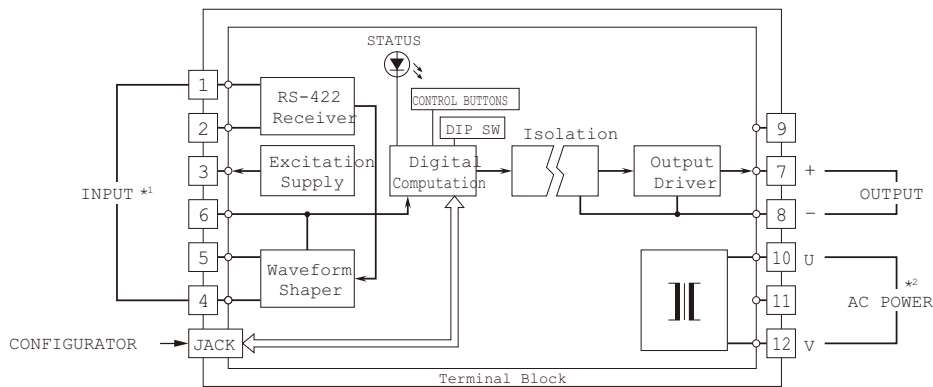 STATUS
1
RS-422
Receiver
CONTROL BUTTONS
DIP SW
Isolation
2
9
3
Excitation
Supply
Digital
Computation
Output
Driver
7
+
INPUT *1
OUTPUT
6
8
−
5
Waveform
Shaper
10
U
4
11
*2
AC POWER
CONFIGURATOR
JACK
12
V
Terminal Block